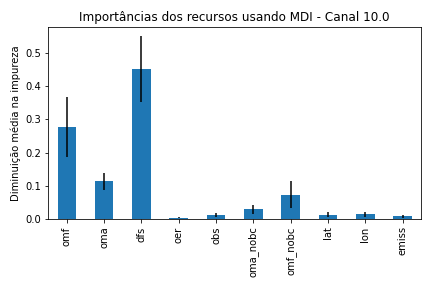 Importâncias dos recursos usando MDI - Canal 10.0
Diminuição média na impureza
0.5
0.4
0.3
0.2
0.1
0.0
omf
oma
dfs
oer
obs
oma_nobc
omf_nobc
lat
lon
emiss